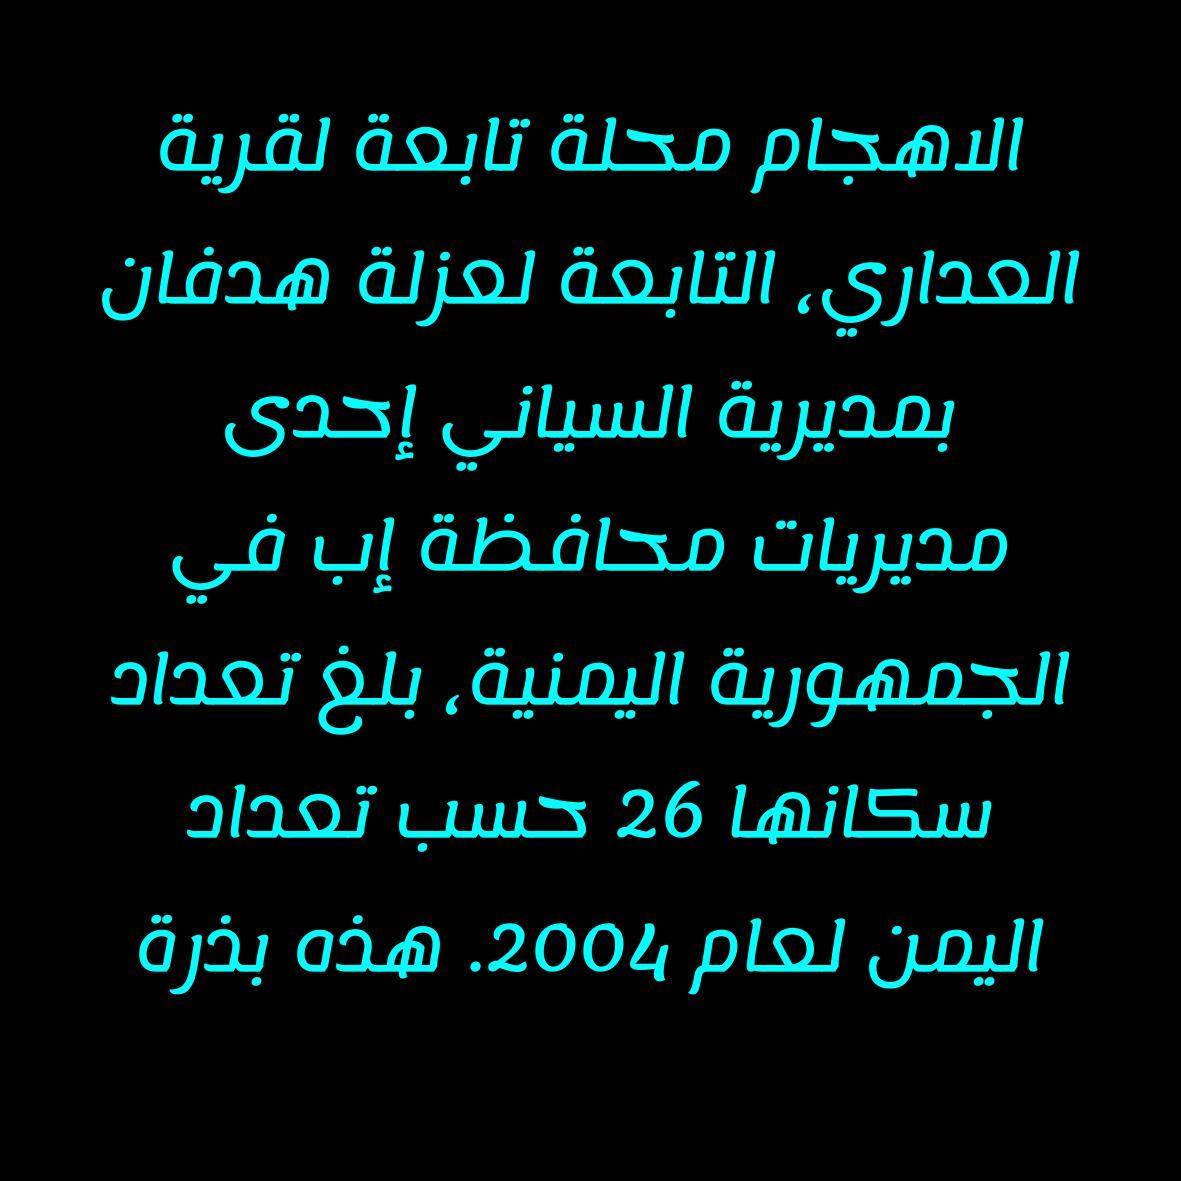 الاهجام محلة تابعة لقرية
العداري، التابعة لعزلة هدفان
بمديرية السياني إحدى
مديريات محافظة إب في
الجمهورية اليمنية، بلغ تعداد
سكانها 26 حسب تعداد
اليمن لعام 2004. هذه بذرة